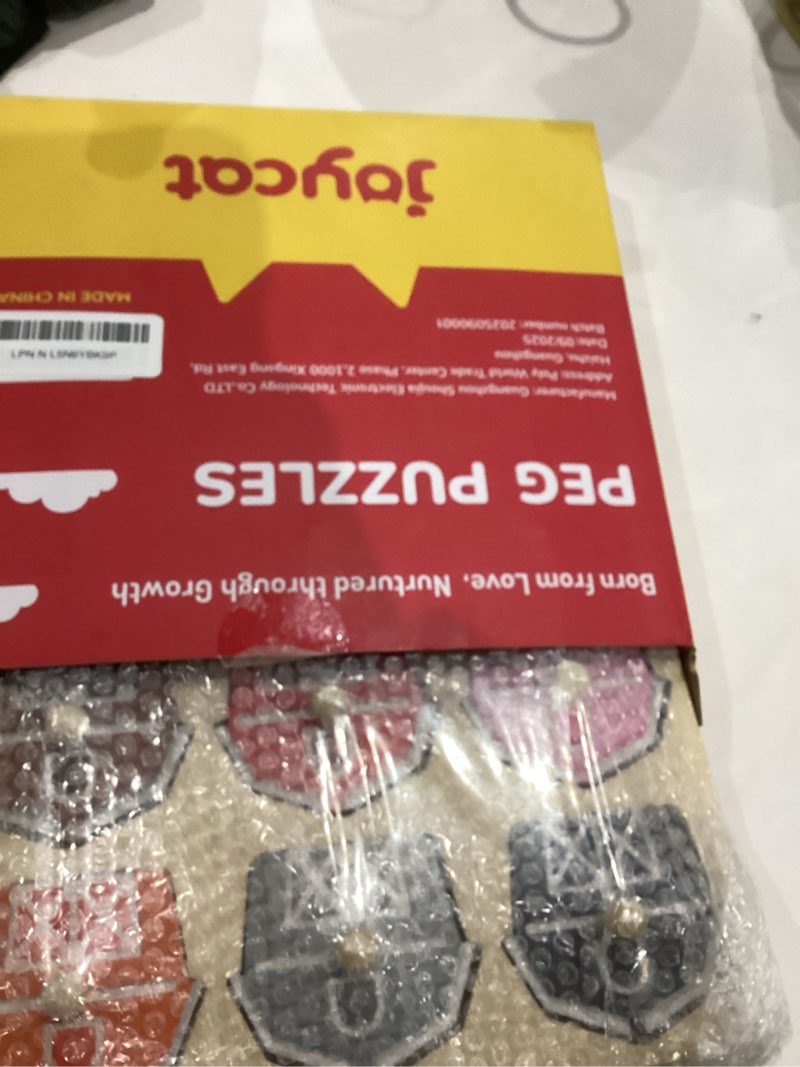 Born from Love, Nurtured through Growth
PEG PUZZLES
Manufacturer: Guangzhou Shoujia Electronic Technology Co.,LTD
Address: Poly World Trade Center, Phase 2,1000 Xingang East Rd,
Haizhu, Guangzhou
Date: 09/2025
Batch number: 2025090001
LPN N
MADE IN CHINA
joycat